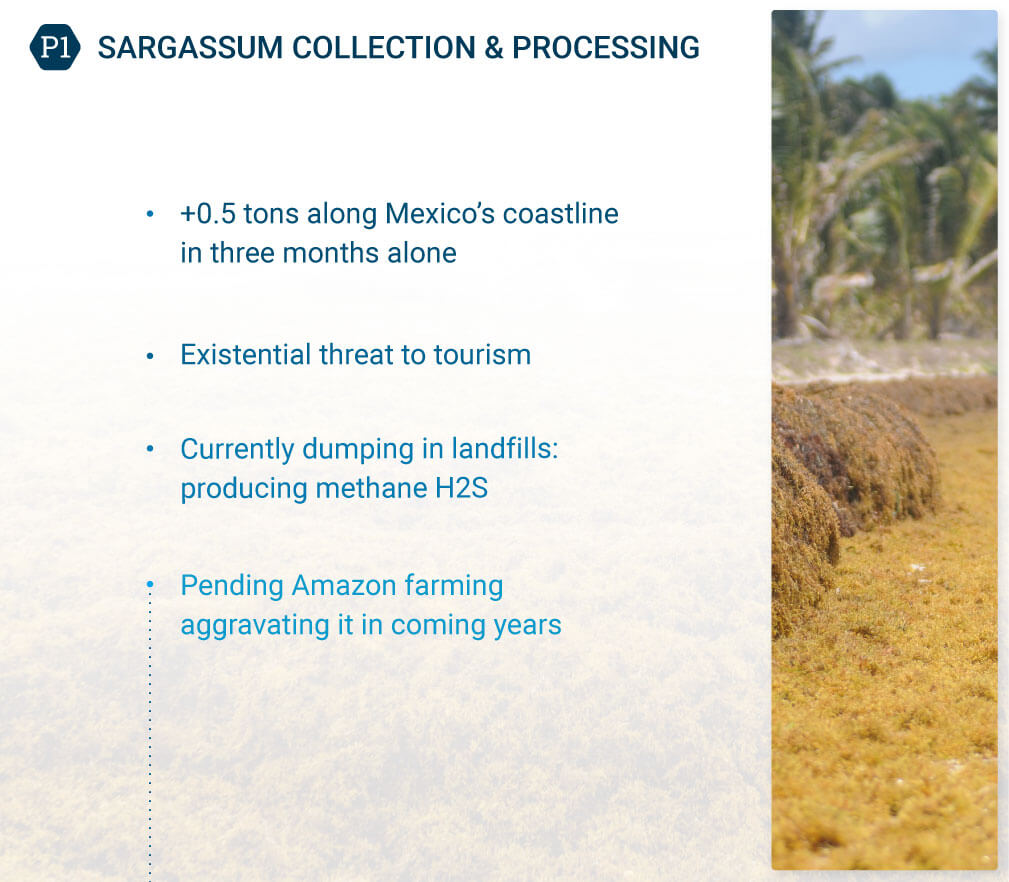 P1 SARGASSUM COLLECTION & PROCESSING
• +0.5 tons along Mexico’s coastline
in three months alone
• Existential threat to tourism
• Currently dumping in landfills:
producing methane H2S
• Pending Amazon farming
aggravating it in coming years